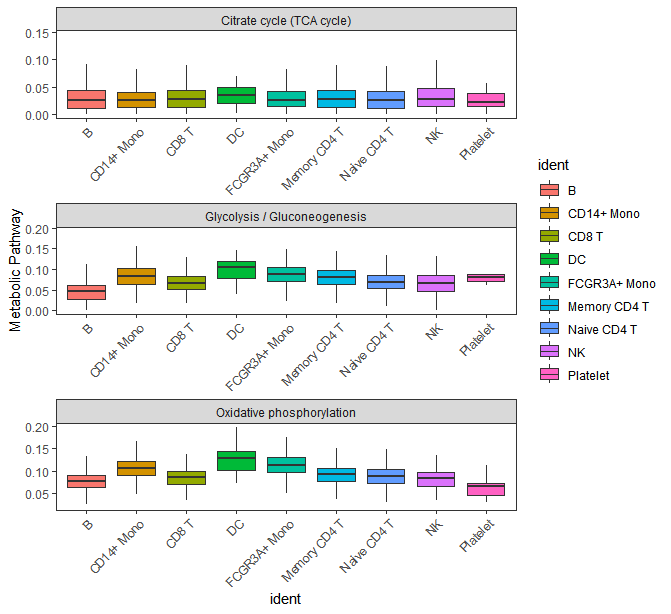 Citrate cycle (TCA cycle)
0.15
0.10
0.05
0.00
B
CD14+ Mono
CD8 T
DC
FCGR3A+ Mono
Memory CD4 T
Naive CD4 T
NK
Platelet
Metabolic Pathway
Glycolysis / Gluconeogenesis
0.20
0.15
0.10
0.05
0.00
B
CD14+ Mono
CD8 T
DC
FCGR3A+ Mono
Memory CD4 T
Naive CD4 T
NK
Platelet
Oxidative phosphorylation
0.20
0.15
0.10
0.05
B
CD14+ Mono
CD8 T
DC
FCGR3A+ Mono
Memory CD4 T
Naive CD4 T
NK
Platelet
ident
ident
B
CD14+ Mono
CD8 T
DC
FCGR3A+ Mono
Memory CD4 T
Naive CD4 T
NK
Platelet